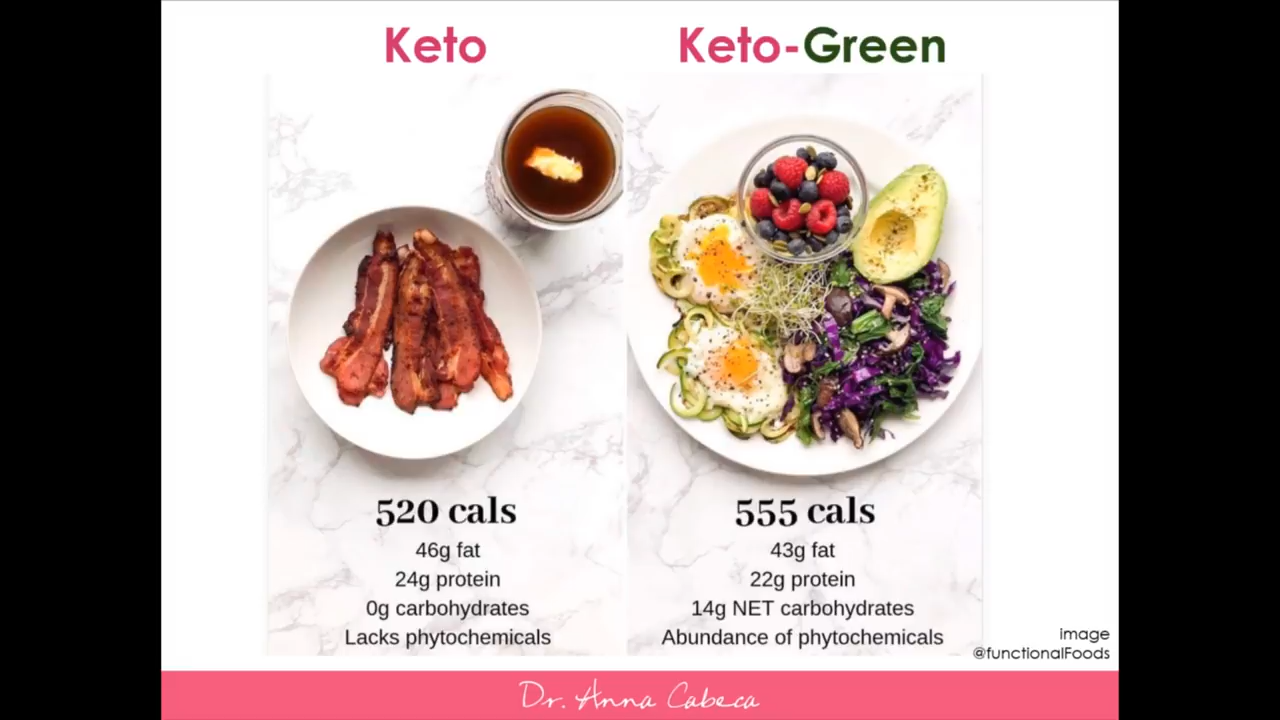 Keto
Keto-Green
520 cals
46g fat
24g protein
0g carbohydrates
Lacks phytochemicals
555 cals
43g fat
22g protein
14g NET carbohydrates
Abundance of phytochemicals
image
@functionalFoods
Dr. Anna Cabeca